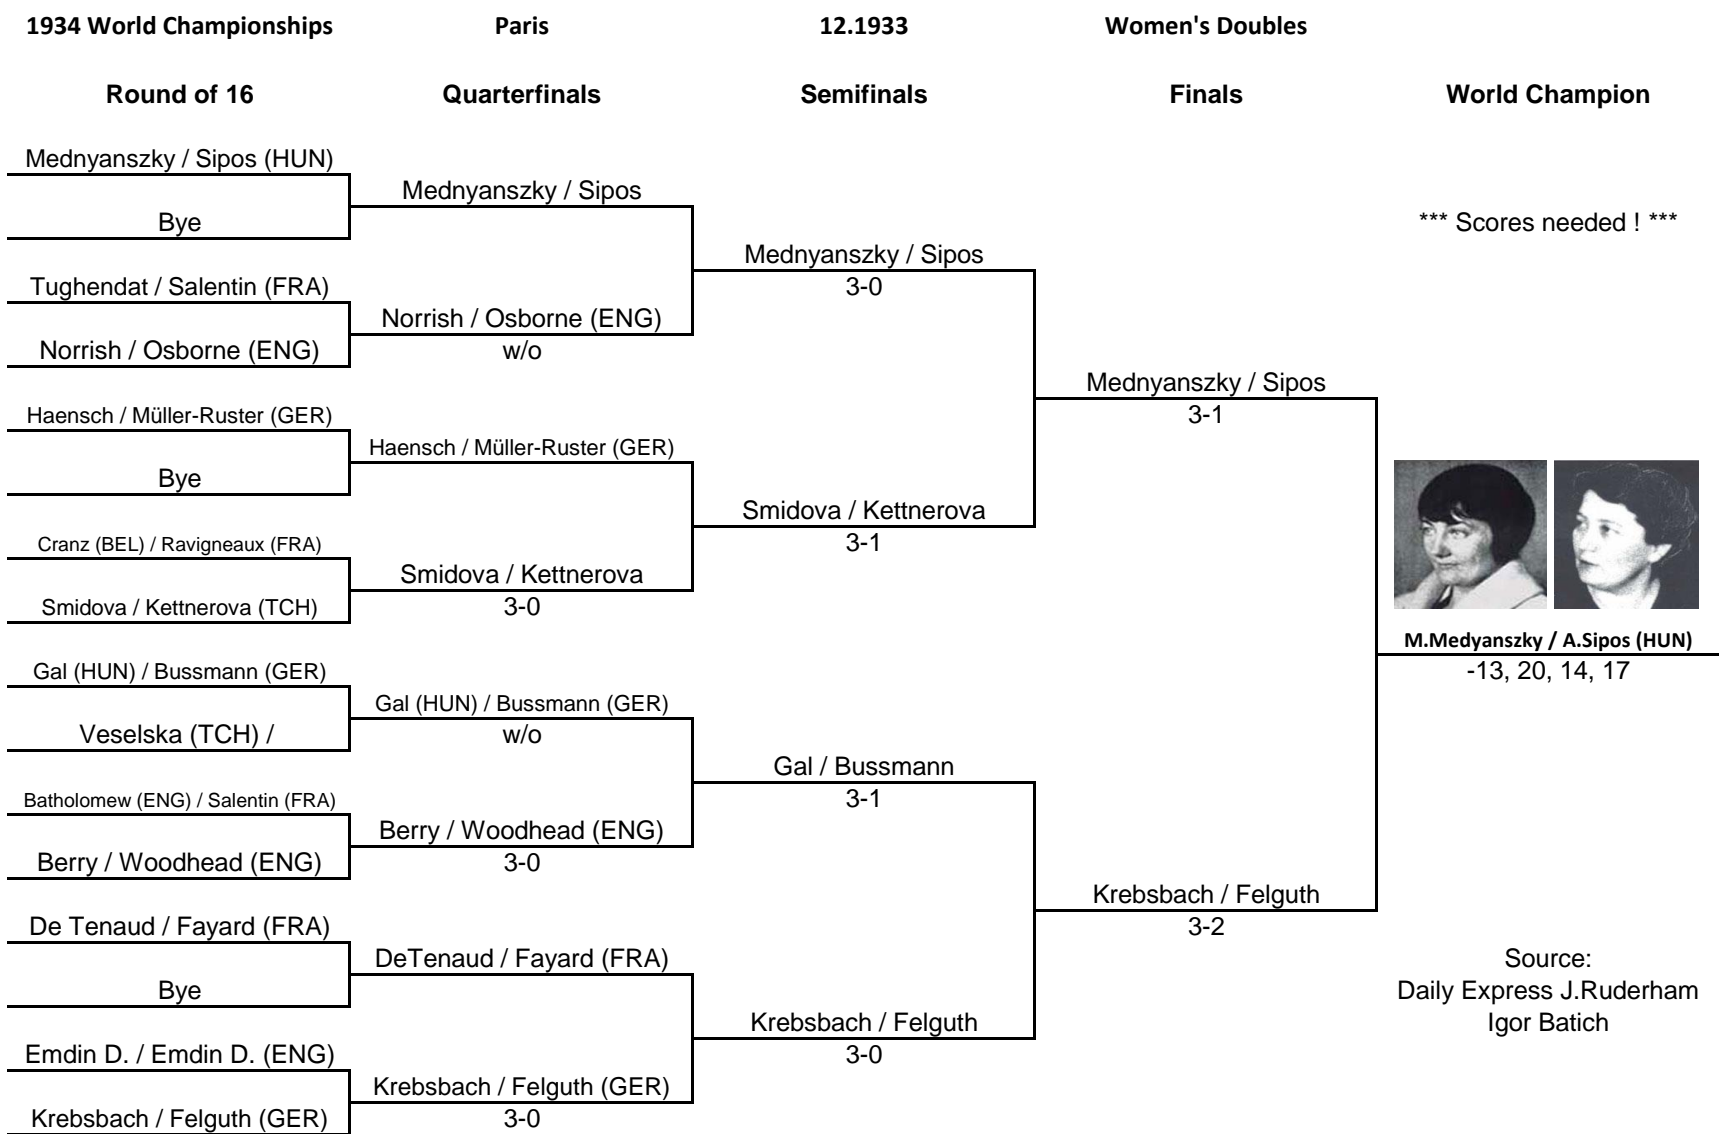 1934 World Championships Paris 12.1933 Women's Doubles
Round of 16 Quarterfinals Semifinals Finals World Champion
Mednyanszky / Sipos (HUN)
Bye
Tughendat / Salentin (FRA)
Norrish / Osborne (ENG)
Haensch / Müller-Ruster (GER)
Bye
Cranz (BEL) / Ravigneaux (FRA)
Smidova / Kettnerova (TCH)
Gal (HUN) / Bussmann (GER)
Veselska (TCH) /
Batholomew (ENG) / Salentin (FRA)
Berry / Woodhead (ENG)
De Tenaud / Fayard (FRA)
Bye
Emdin D. / Emdin D. (ENG)
Krebsbach / Felguth (GER)
Mednyanszky / Sipos
Norrish / Osborne (ENG)
w/o
Haensch / Müller-Ruster (GER)
Smidova / Kettnerova
3-0
Gal (HUN) / Bussmann (GER)
w/o
Berry / Woodhead (ENG)
3-0
DeTenaud / Fayard (FRA)
Krebsbach / Felguth (GER)
3-0
Mednyanszky / Sipos
3-0
Smidova / Kettnerova
3-1
Gal / Bussmann
3-1
Krebsbach / Felguth
3-0
Mednyanszky / Sipos
3-1
Krebsbach / Felguth
3-2
*** Scores needed ! ***
M.Medyanszky / A.Sipos (HUN)
-13, 20, 14, 17
Source:
Daily Express J.Ruderham
Igor Batich